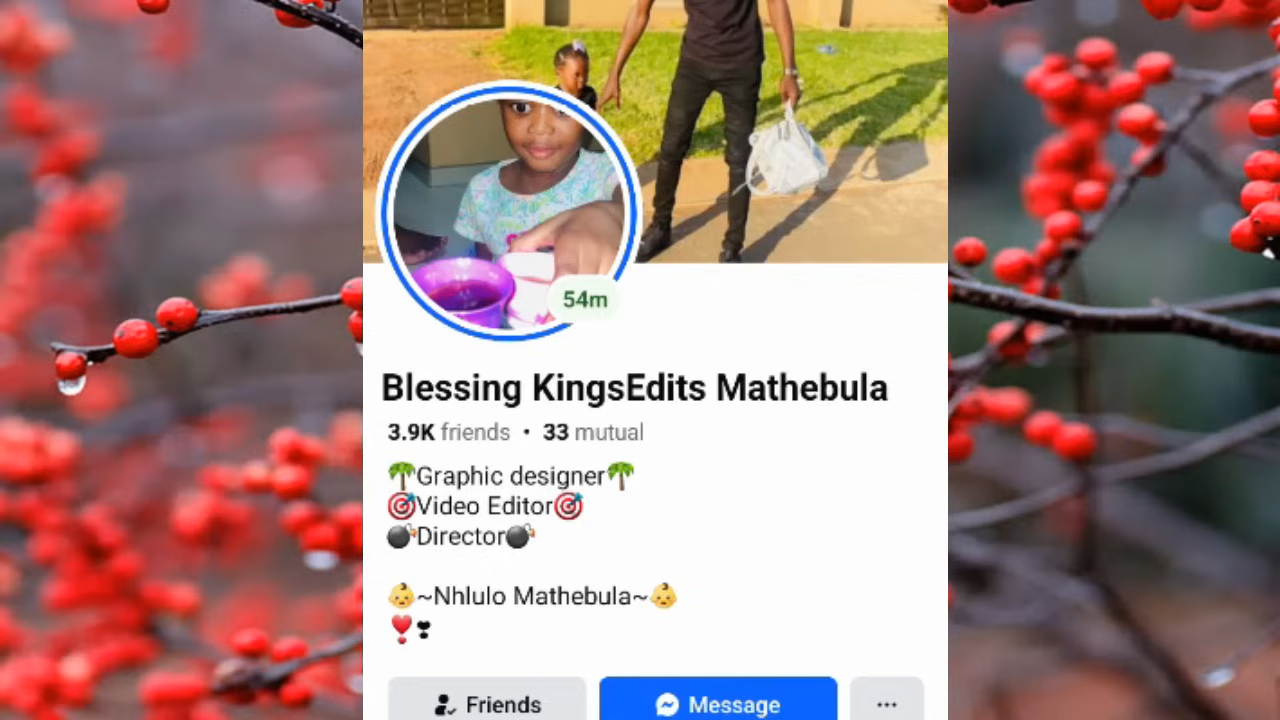 54m
Blessing KingsEdits Mathebula
3.9K friends • 33 mutual
🌴Graphic designer🌴
🎯Video Editor🎯
💣Director💣
👶~Nhlulo Mathebula~👶
❣️❣
Friends
Message